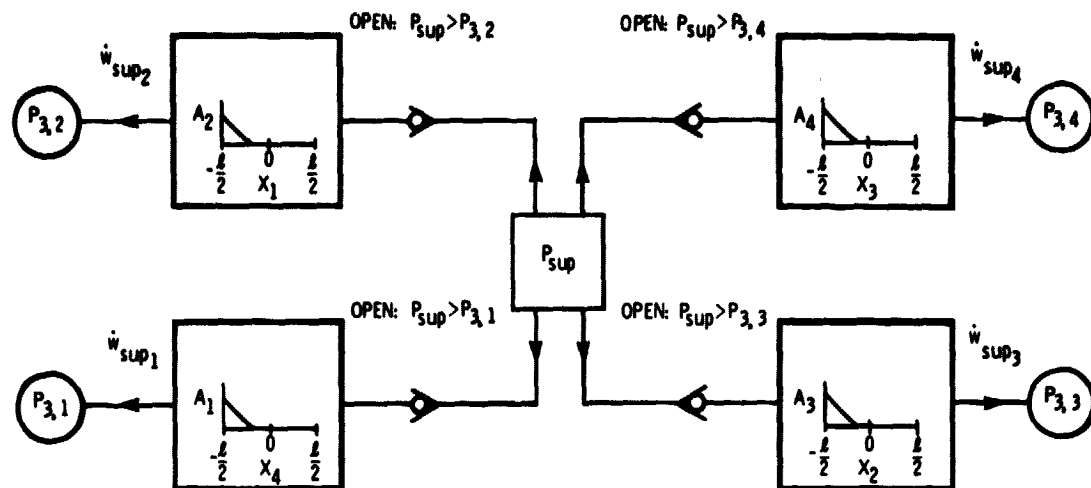 OPEN: P_sup > P_3,2
OPEN: P_sup > P_3,4
ẇ_sup2
ẇ_sup4
P_3,2
A_2
-ℓ/2 0 ℓ/2
X_1
A_4
-ℓ/2 0 ℓ/2
X_3
P_3,4
P_sup
OPEN: P_sup > P_3,1
OPEN: P_sup > P_3,3
ẇ_sup1
ẇ_sup3
P_3,1
A_1
-ℓ/2 0 ℓ/2
X_4
A_3
-ℓ/2 0 ℓ/2
X_2
P_3,3